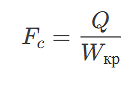 F_c = Q / W_кр